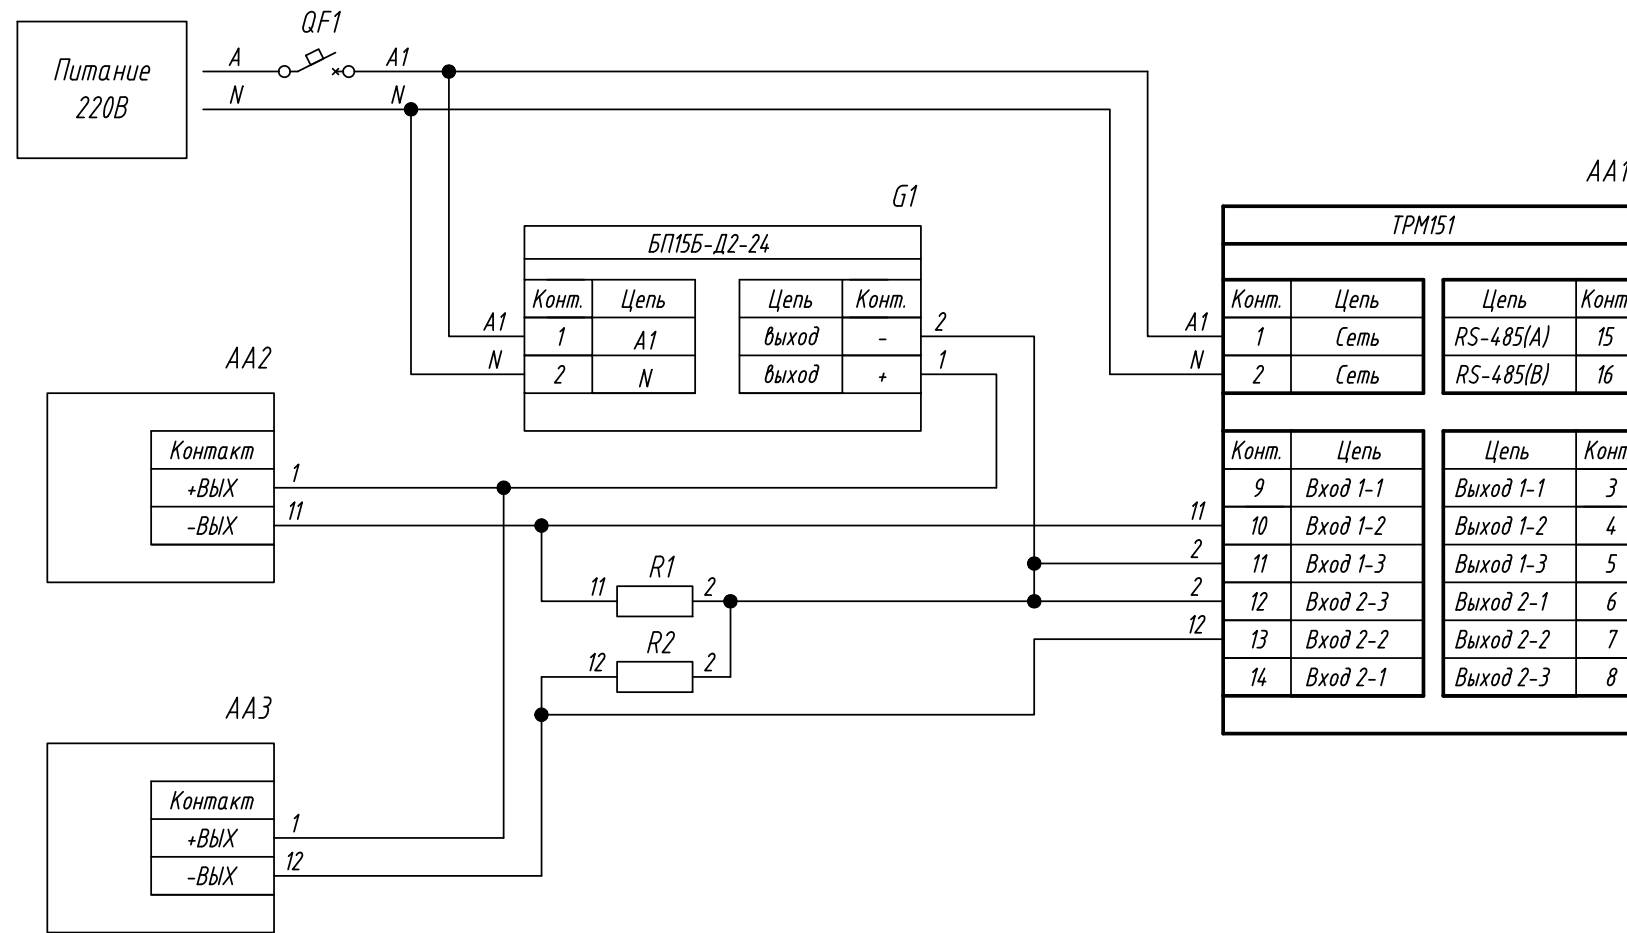 QF1
Питание
220В
A
A1
N
N
G1
AA1
БП15Б-Д2-24
Конт. Цепь
Цепь Конт.
A1 1 A1
выход - 2
N 2 N
выход + 1
ТРМ151
Конт. Цепь
Цепь Конт
A1 1 Сеть
RS-485(A) 15
N 2 Сеть
RS-485(B) 16
Конт. Цепь
Цепь Конт
9 Вход 1-1
Выход 1-1 3
11 10 Вход 1-2
Выход 1-2 4
2 11 Вход 1-3
Выход 1-3 5
2 12 Вход 2-3
Выход 2-1 6
12 13 Вход 2-2
Выход 2-2 7
14 Вход 2-1
Выход 2-3 8
AA2
Контакт
+ВЫХ 1
-ВЫХ 11
R1
11 2
R2
12 2
AA3
Контакт
+ВЫХ 1
-ВЫХ 12